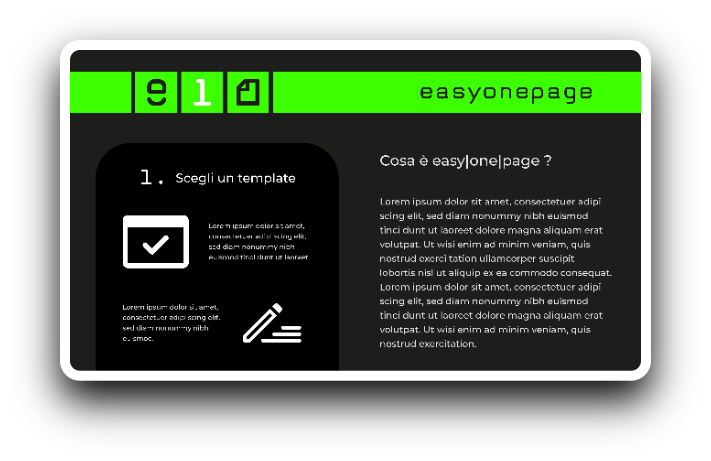 e 1
easyonepage
1. Scegli un template
Lorem ipsum dolor sit amet,
consectetuer adipi scing elit,
sed diam nonummy nibh
euismod tinci dunt ut laoreet
Lorem ipsum dolor sit amet,
consectetuer adipi scing elit,
sed diam nonummy nibh
euismod.
Cosa è easy|one|page ?
Lorem ipsum dolor sit amet, consectetuer adipi
scing elit, sed diam nonummy nibh euismod
tinci dunt ut laoreet dolore magna aliquam erat
volutpat. Ut wisi enim ad minim veniam, quis
nostrud exerci tation ullamcorper suscipit
lobortis nisl ut aliquip ex ea commodo consequat.
Lorem ipsum dolor sit amet, consectetuer adipi
scing elit, sed diam nonummy nibh euismod
tinci dunt ut laoreet dolore magna aliquam erat
volutpat. Ut wisi enim ad minim veniam, quis
nostrud exercitation.